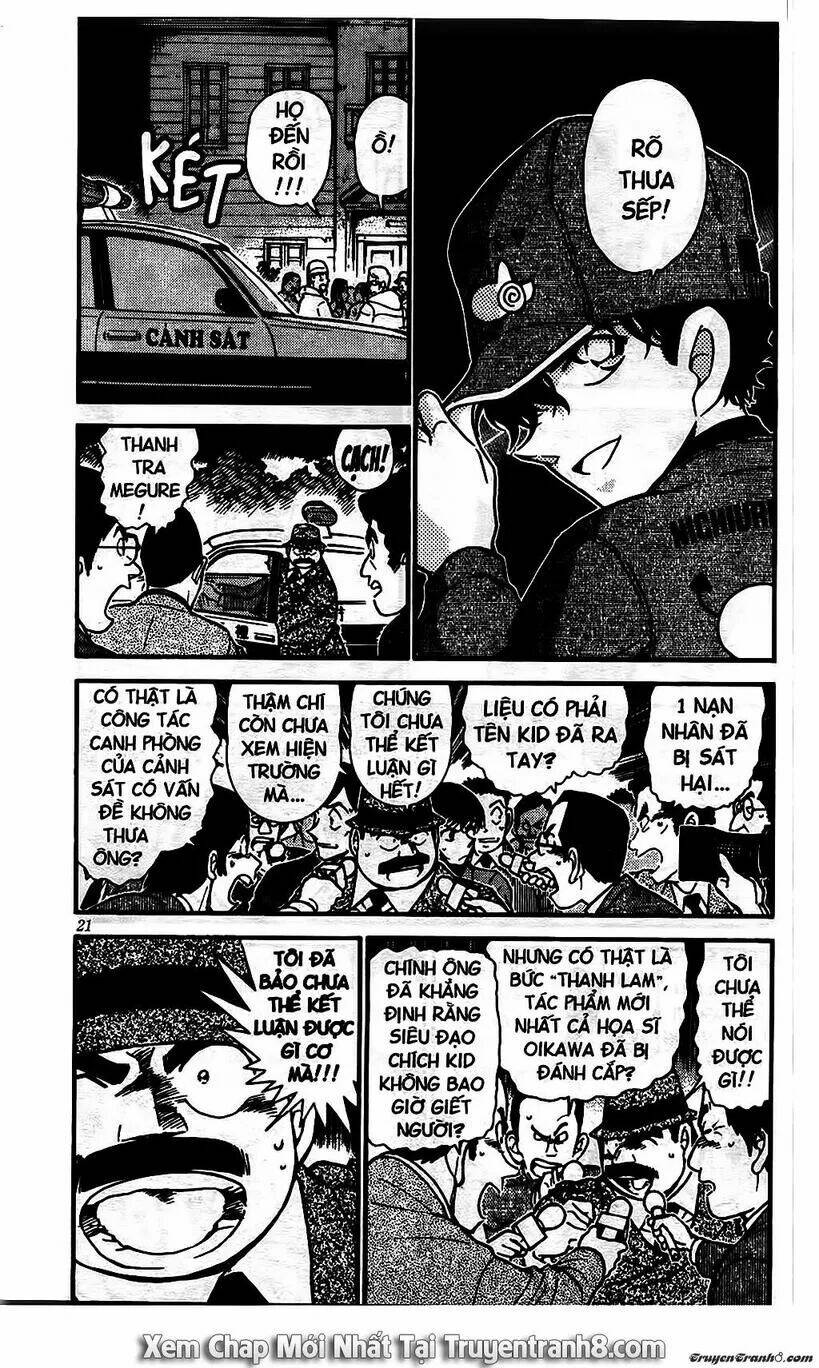 RÕ
THƯA
SẾP!
NICHIURI
Ồ!
HỌ
ĐẾN
RỒI
!!!
KÉT
CẢNH SÁT
CẠCH!
THANH
TRA
MEGURE
!
1 NẠN
NHÂN ĐÃ
BỊ SÁT
HẠI...
LIỆU CÓ PHẢI
TÊN KID ĐÃ RA
TAY?
CHÚNG
TÔI CHƯA
THỂ KẾT
LUẬN GÌ
HẾT!
THẬM CHÍ
CÒN CHƯA
XEM HIỆN
TRƯỜNG
MÀ...
CÓ THẬT LÀ
CÔNG TÁC
CANH PHÒNG
CỦA CẢNH
SÁT CÓ VẤN
ĐỀ KHÔNG
THƯA
ÔNG?
21
TÔI
CHƯA
THỂ
NÓI
ĐƯỢC
GÌ!!
NHƯNG CÓ THẬT LÀ
BỨC "THANH LAM",
TÁC PHẨM MỚI
NHẤT CẢ HỌA SĨ
OIKAWA ĐÃ BỊ
ĐÁNH CẮP?
CHÍNH ÔNG
ĐÃ KHẲNG
ĐỊNH RẰNG
SIÊU ĐẠO
CHÍCH KID
KHÔNG BAO
GIỜ GIẾT
NGƯỜI?
TÔI ĐÃ
BẢO CHƯA
THỂ KẾT
LUẬN ĐƯỢC
GÌ CƠ
MÀ!!!
Xem Chap Mới Nhất Tại Truyentranh8.com
TruyenTranh8.com